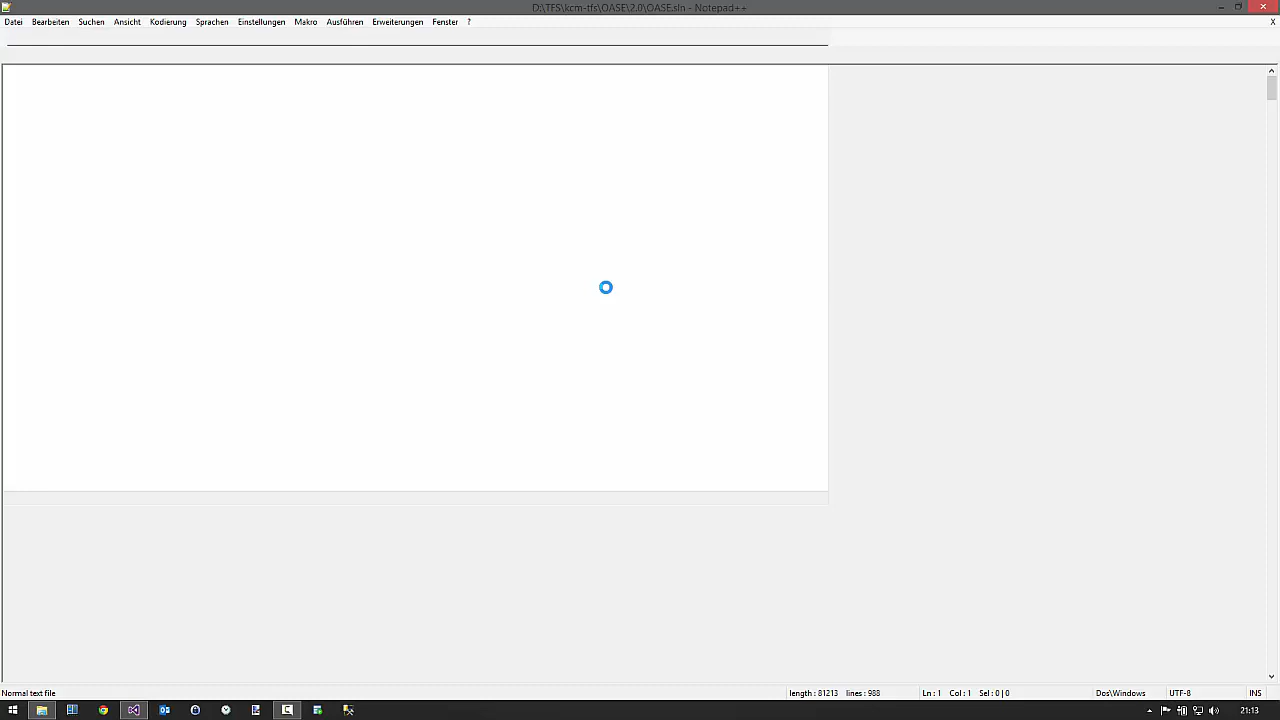 D:\TFS\kcm-tfs\OASE\2.0\OASE.sln - Notepad++
Datei Bearbeiten Suchen Ansicht Kodierung Sprachen Einstellungen Makro Ausführen Erweiterungen Fenster ? X
Normal text file length : 81213 lines : 988 Ln : 1 Col : 1 Sel : 0 | 0 Dos\Windows UTF-8 INS
21:13